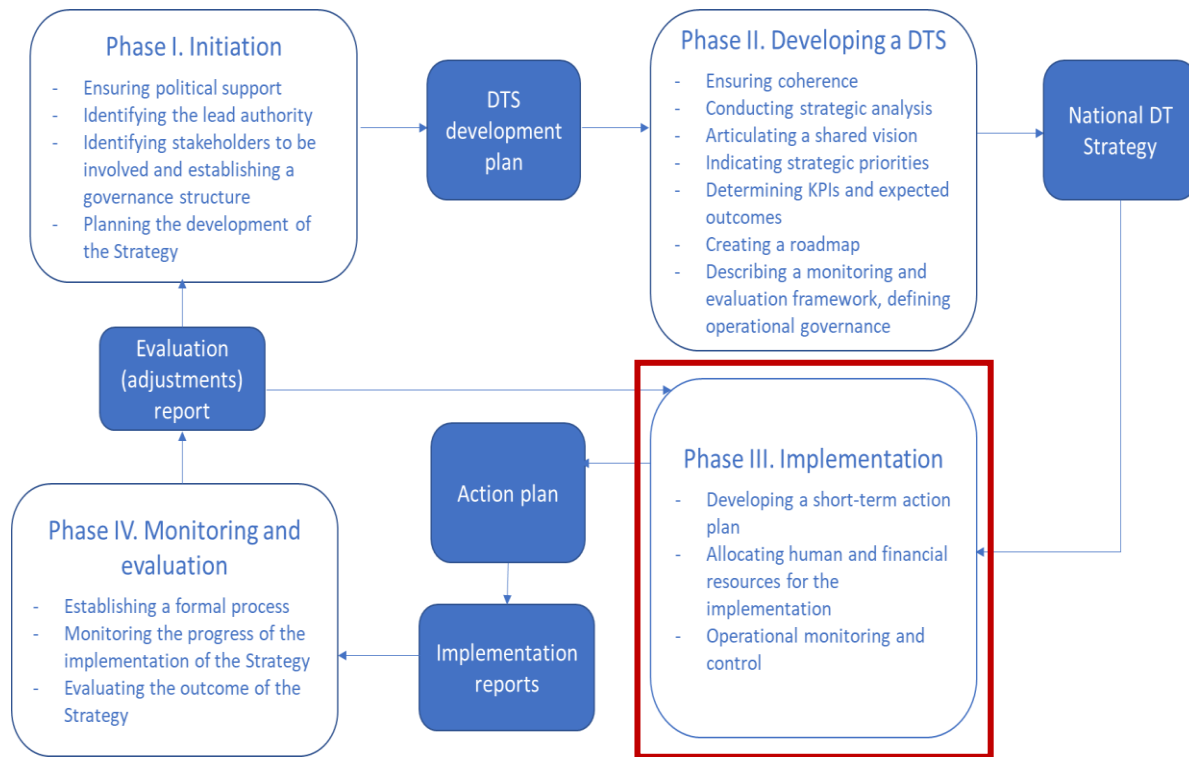 Phase I. Initiation
- Ensuring political support
- Identifying the lead authority
- Identifying stakeholders to be
involved and establishing a
governance structure
- Planning the development of
the Strategy
DTS
development
plan
Phase II. Developing a DTS
- Ensuring coherence
- Conducting strategic analysis
- Articulating a shared vision
- Indicating strategic priorities
- Determining KPIs and expected
outcomes
- Creating a roadmap
- Describing a monitoring and
evaluation framework, defining
operational governance
National DT
Strategy
Phase III. Implementation
- Developing a short-term action
plan
- Allocating human and financial
resources for the
implementation
- Operational monitoring and
control
Action plan
Implementation
reports
Phase IV. Monitoring and
evaluation
- Establishing a formal process
- Monitoring the progress of the
implementation of the Strategy
- Evaluating the outcome of the
Strategy
Evaluation
(adjustments)
report